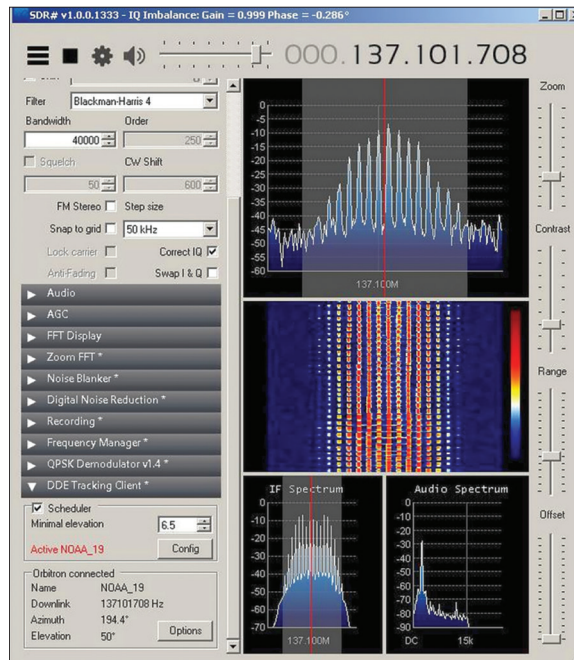 SDR# v1.0.0.1333 - IQ Imbalance: Gain = 0.999 Phase = -0.286°
000.137.101.708
Filter Blackman-Harris 4
Bandwidth Order
40000 250
Squelch CW Shift
50 600
FM Stereo Step size
Snap to grid 50 kHz
Lock carrier Correct IQ
Anti-Fading Swap I & Q
Audio
AGC
FFT Display
Zoom FFT *
Noise Blanker *
Digital Noise Reduction *
Recording *
Frequency Manager *
QPSK Demodulator v1.4 *
DDE Tracking Client *
Scheduler
Minimal elevation 6.5
Active NOAA_19 Config
Orbitron connected
Name NOAA_19
Downlink 137101708 Hz
Azimuth 194.4°
Elevation 50° Options
0
-5
-10
-15
-20
-25
-30
-35
-40
-45
-50
-55
-60
137.100M
IF Spectrum
0
-10
-20
-30
-40
-50
-60
-70
137.100M
Audio Spectrum
0
-10
-20
-30
-40
-50
-60
-70
-80
-90
DC 15k
Zoom
Contrast
Range
Offset